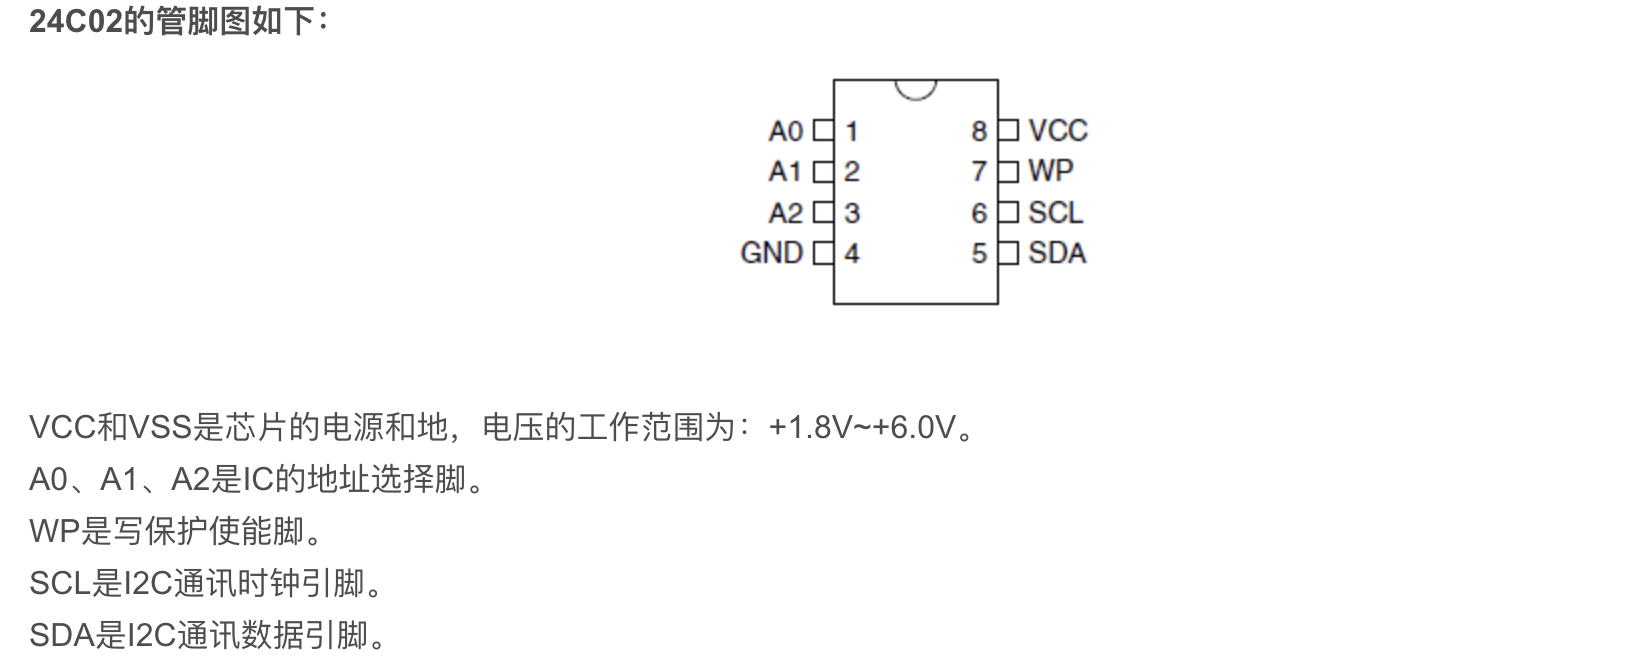 24C02的管脚图如下：
A0 1 8 VCC
A1 2 7 WP
A2 3 6 SCL
GND 4 5 SDA
VCC和VSS是芯片的电源和地，电压的工作范围为：+1.8V~+6.0V。
A0、A1、A2是IC的地址选择脚。
WP是写保护使能脚。
SCL是I2C通讯时钟引脚。
SDA是I2C通讯数据引脚。